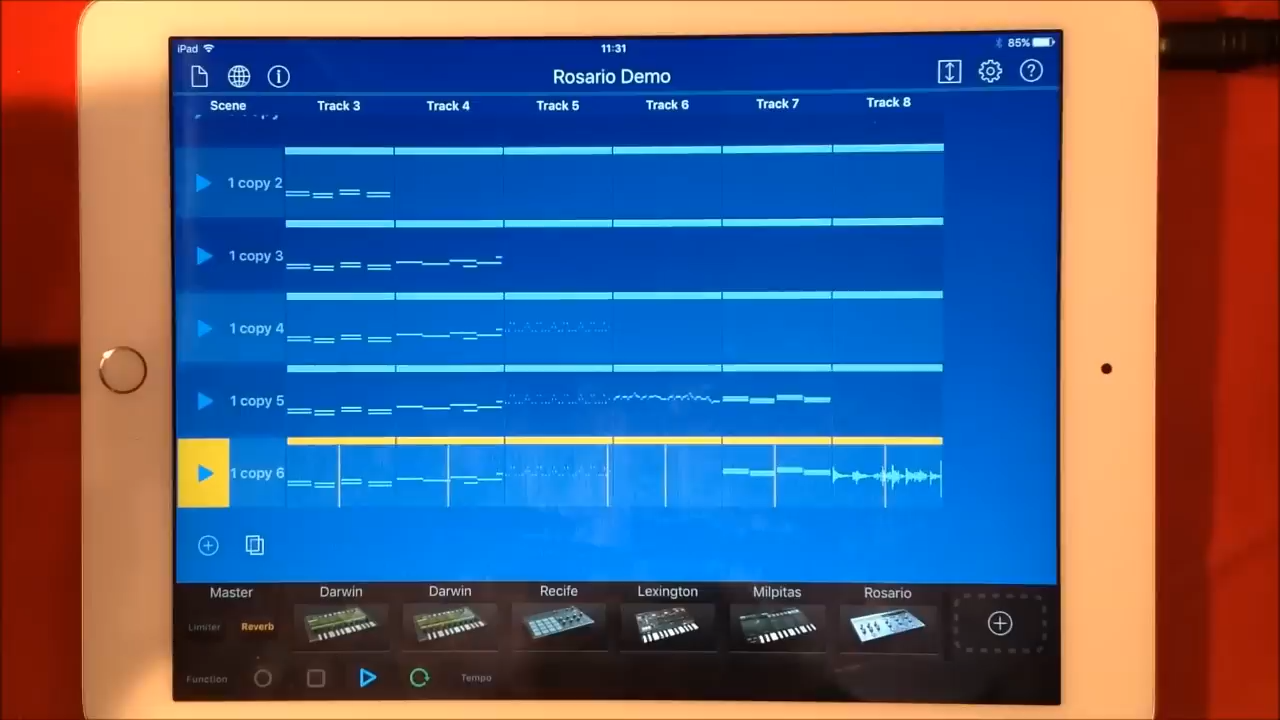 iPad 11:31 85%
Rosario Demo
Scene Track 3 Track 4 Track 5 Track 6 Track 7 Track 8
1 copy 2
1 copy 3
1 copy 4
1 copy 5
1 copy 6
Master Darwin Darwin Recife Lexington Milpitas Rosario
Limiter Reverb
Function Tempo